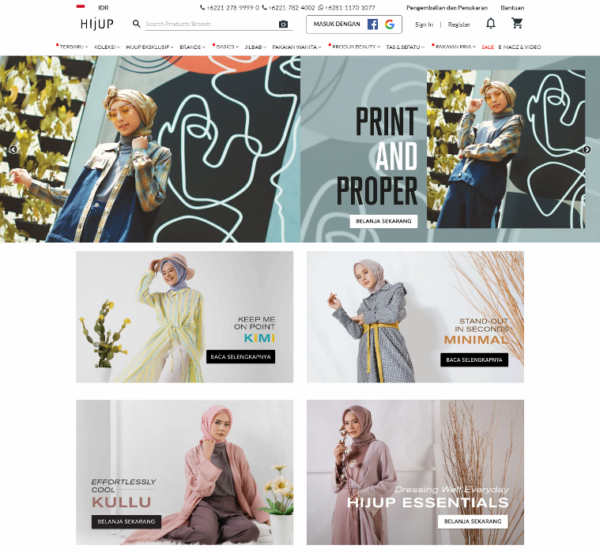 IDR
+6221 278 9999-0 +6221 782 4002 +6281 1170 3077
Pengembalian dan Penukaran
Bantuan
HIJUP
Search Products/Brands
MASUK DENGAN
Sign In | Register
TERBARU KOLEKSI HIJUP EKSKLUSIF BRANDS BASICS JILBAB PAKAIAN WANITA PRODUK BEAUTY TAS & SEPATU PAKAIAN PRIA SALE E-MAGZ & VIDEO
PRINT
AND
PROPER
BELANJA SEKARANG
KEEP ME
ON POINT
KIMI
BACA SELENGKAPNYA
STAND-OUT
IN SECONDS
MINIMAL
BACA SELENGKAPNYA
EFFORTLESSLY
COOL
KULLU
BELANJA SEKARANG
Dressing Well Everyday
HIJUP ESSENTIALS
BELANJA SEKARANG